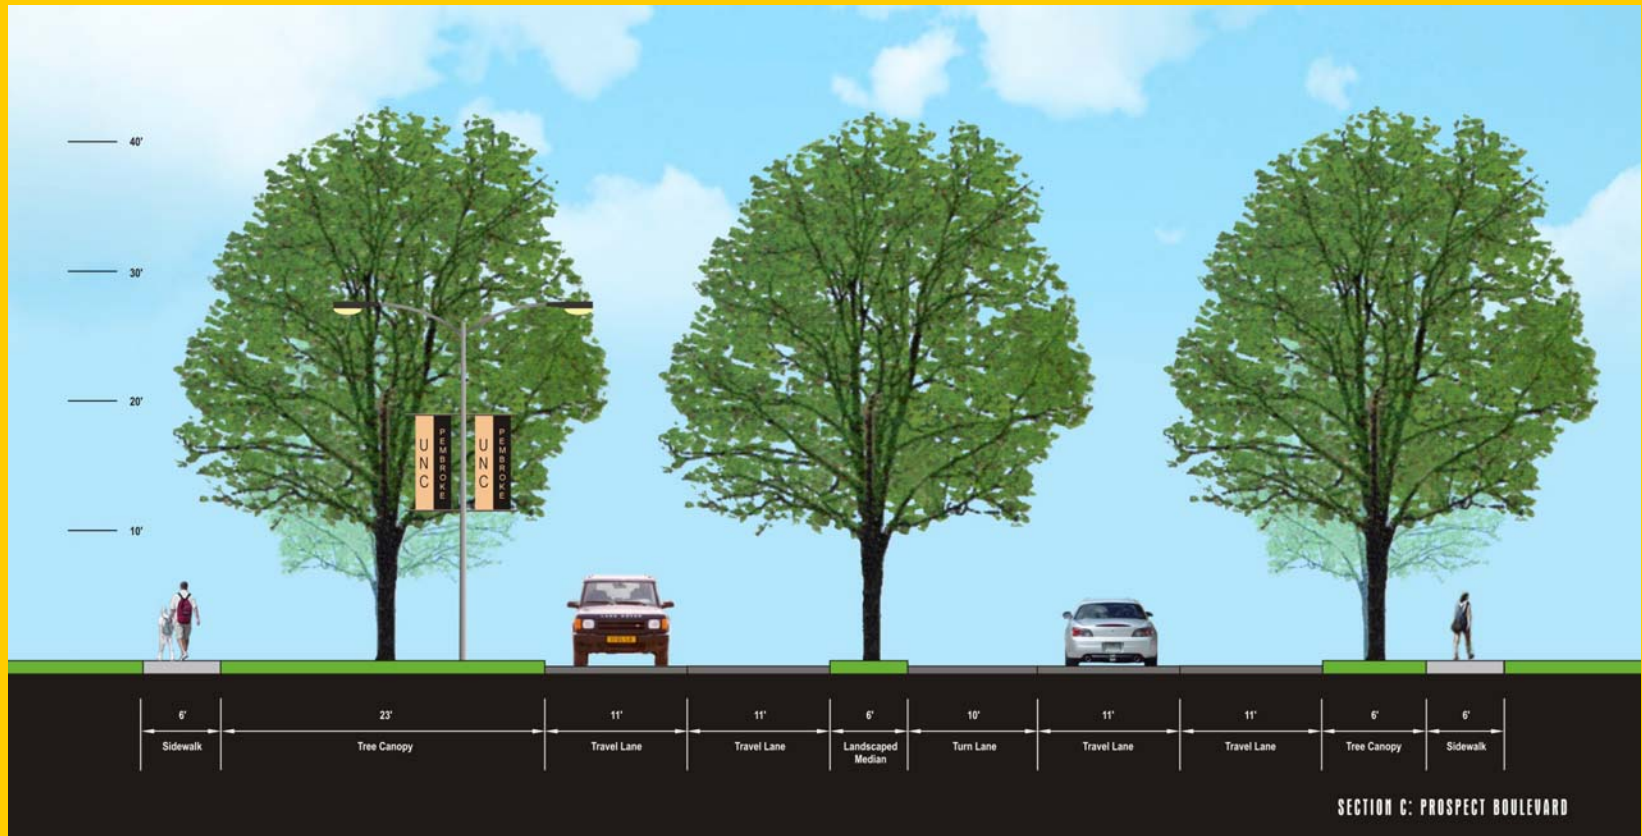 40'
30'
20'
10'
UNC
PEMBROKE
UNC
PEMBROKE
LAND ROVER
6'
23'
11'
11'
6'
10'
11'
11'
6'
6'
Sidewalk
Tree Canopy
Travel Lane
Travel Lane
Landscaped
Median
Turn Lane
Travel Lane
Travel Lane
Tree Canopy
Sidewalk
SECTION C: PROSPECT BOULEVARD